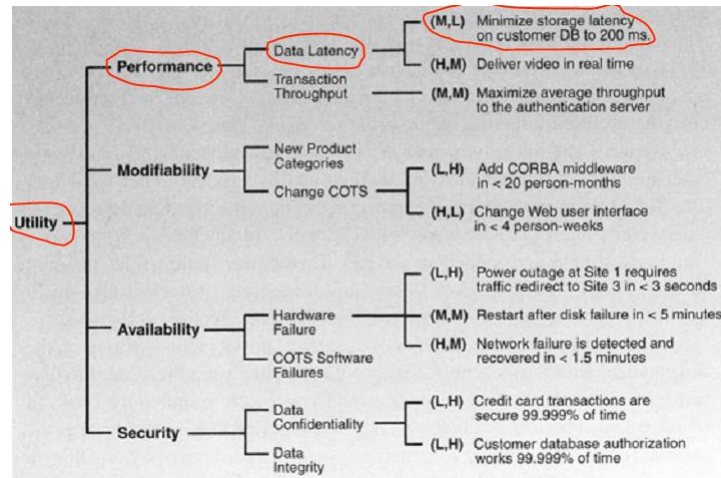 (M,L) Minimize storage latency
on customer DB to 200 ms.
Data Latency
Performance
(H,M) Deliver video in real time
Transaction
Throughput
(M,M) Maximize average throughput
to the authentication server
New Product
Categories
Modifiability
(L,H) Add CORBA middleware
in < 20 person-months
Change COTS
(H,L) Change Web user interface
in < 4 person-weeks
Utility
(L,H) Power outage at Site 1 requires
traffic redirect to Site 3 in < 3 seconds
Hardware
Failure
(M,M) Restart after disk failure in < 5 minutes
Availability
(H,M) Network failure is detected and
recovered in < 1.5 minutes
COTS Software
Failures
(L,H) Credit card transactions are
secure 99.999% of time
Data
Confidentiality
Security
(L,H) Customer database authorization
works 99.999% of time
Data
Integrity